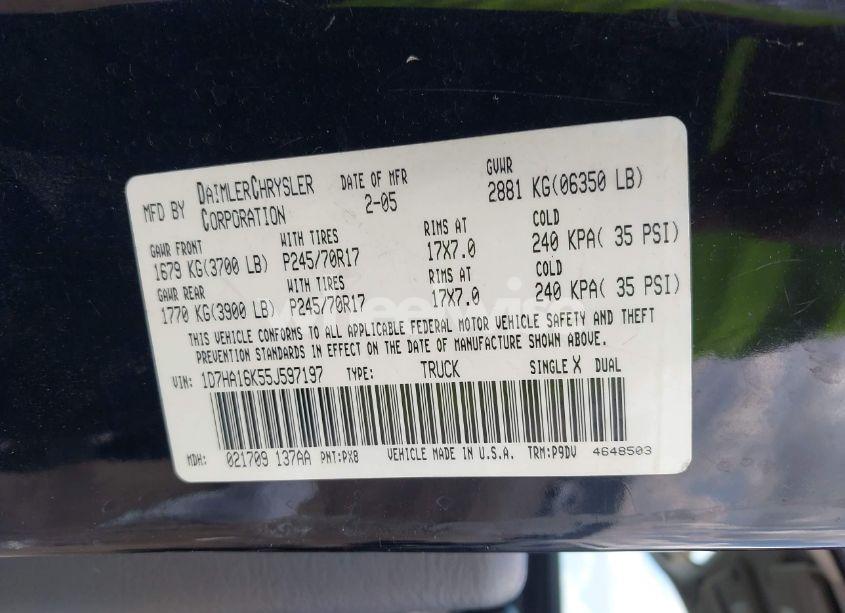 MFD BY DAIMLERCHRYSLER CORPORATION DATE OF MFR 2-05 GVWR 2881 KG(06350 LB)
GAWR FRONT WITH TIRES RIMS AT COLD
1679 KG(3700 LB) P245/70R17 17X7.0 240 KPA( 35 PSI)
GAWR REAR WITH TIRES RIMS AT COLD
1770 KG(3900 LB) P245/70R17 17X7.0 240 KPA( 35 PSI)
THIS VEHICLE CONFORMS TO ALL APPLICABLE FEDERAL MOTOR VEHICLE SAFETY AND THEFT
PREVENTION STANDARDS IN EFFECT ON THE DATE OF MANUFACTURE SHOWN ABOVE.
VIN: 1D7HA16K55J597197 TYPE: TRUCK SINGLE X DUAL
MDH: 021709 137AA PNT:PX8 VEHICLE MADE IN U.S.A. TRM:P9DV 4648503